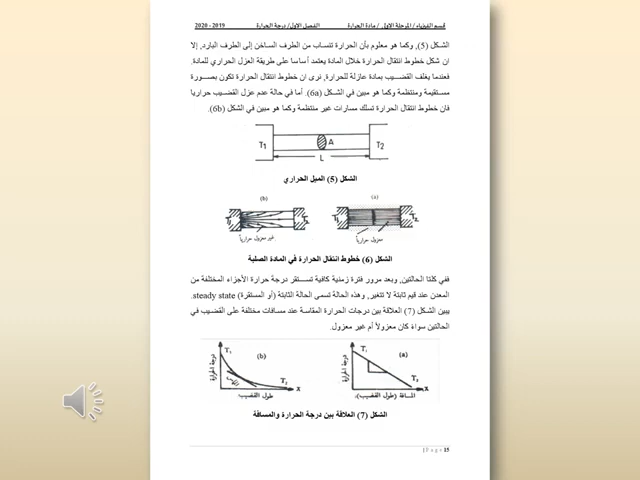 قسم الفيزياء/ المرحلة الاولى/ مادة الحرارة الفصل الاول/ درجة الحرارة 2019 - 2020
الشكل (5)، وكما هو معلوم بأن الحرارة تنساب من الطرف الساخن إلى الطرف البارد، إلا
ان شكل خطوط انتقال الحرارة خلال المادة يعتمد أساسا على طريقة العزل الحراري للمادة.
فعندما يغلف القضيب بمادة عازلة للحرارة، نرى ان خطوط انتقال الحرارة تكون بصورة
مستقيمة ومنتظمة وكما هو مبين في الشكل (6a). أما في حالة عدم عزل القضيب حراريا
فان خطوط انتقال الحرارة تسلك مسارات غير منتظمة وكما هو مبين في الشكل (6b).
T1 A T2
L
الشكل (5) الميل الحراري
(b) (a)
T1 T2 T1 T2
غير معزول حرارياً معزول حرارياً
الشكل (6) خطوط انتقال الحرارة في المادة الصلبة
ففي كلتا الحالتين، وبعد مرور فترة زمنية كافية تستقر درجة حرارة الأجزاء المختلفة من
المعدن عند قيم ثابتة لا تتغير، وهذه الحالة تسمى الحالة الثابتة (أو المستقرة) steady state.
يبين الشكل (7) العلاقة بين درجات الحرارة المقاسة عند مسافات مختلفة على القضيب في
الحالتين سواءً كان معزولاً أم غير معزول.
T1 (b) T1 (a)
درجة الحرارة T2 x درجة الحرارة T2 x
طول القضيب المسافة (طول القضيب)
الشكل (7) العلاقة بين درجة الحرارة والمسافة
| Page 15